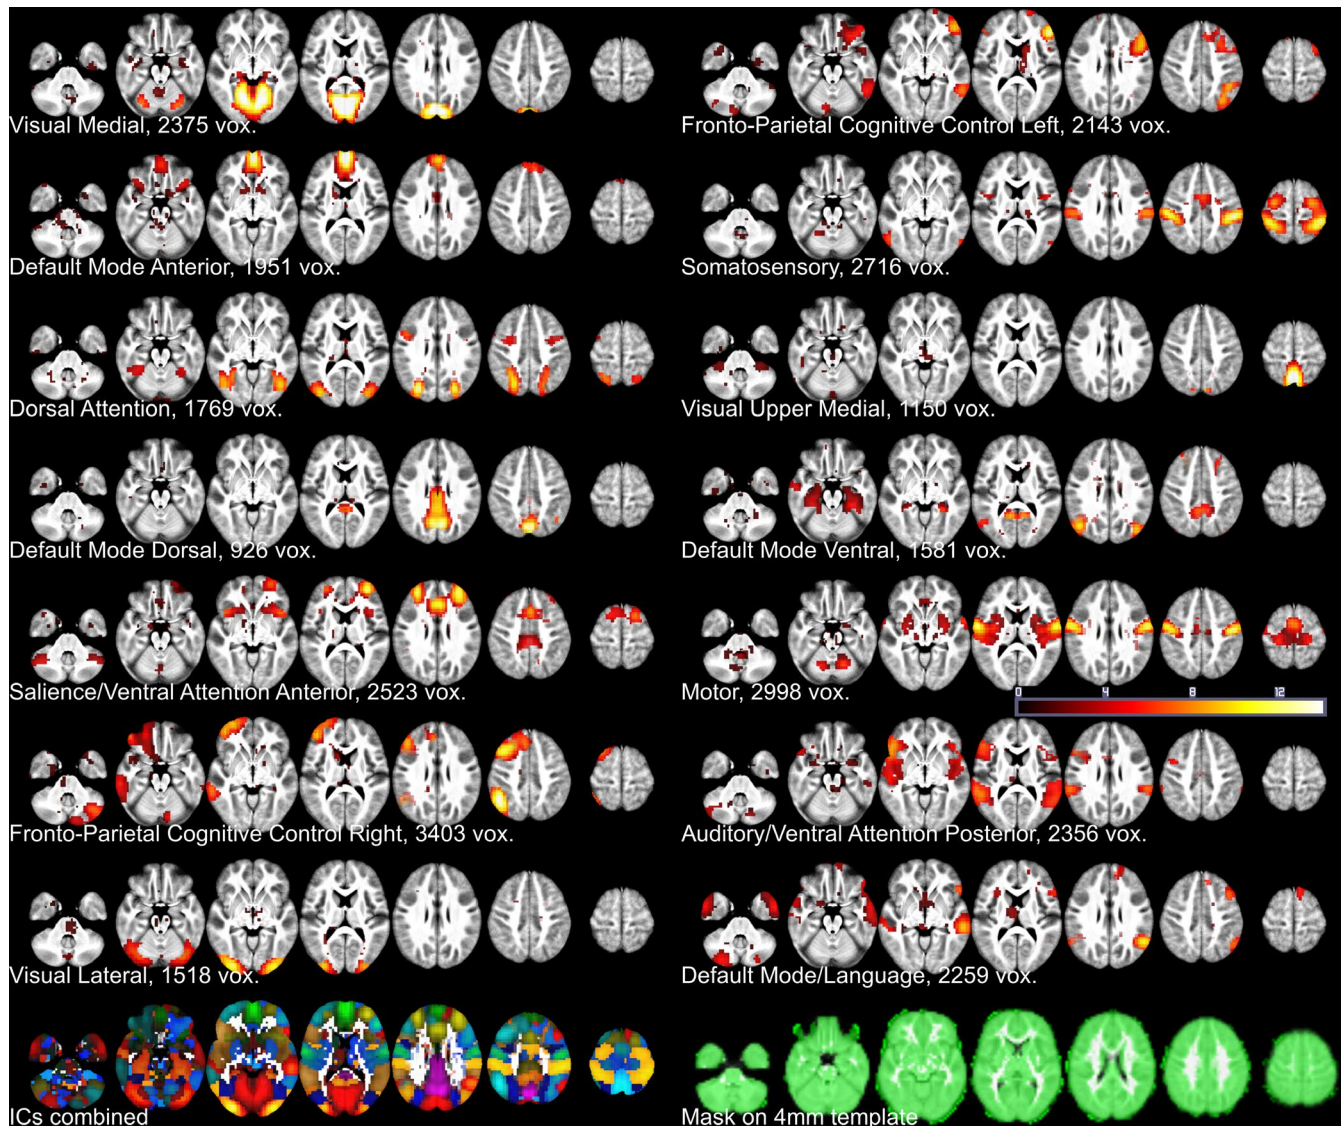 Visual Medial, 2375 vox.
Fronto-Parietal Cognitive Control Left, 2143 vox.
Default Mode Anterior, 1951 vox.
Somatosensory, 2716 vox.
Dorsal Attention, 1769 vox.
Visual Upper Medial, 1150 vox.
Default Mode Dorsal, 926 vox.
Default Mode Ventral, 1581 vox.
Salience/Ventral Attention Anterior, 2523 vox.
Motor, 2998 vox.
0 4 8 12
Fronto-Parietal Cognitive Control Right, 3403 vox.
Auditory/Ventral Attention Posterior, 2356 vox.
Visual Lateral, 1518 vox.
Default Mode/Language, 2259 vox.
ICs combined
Mask on 4mm template